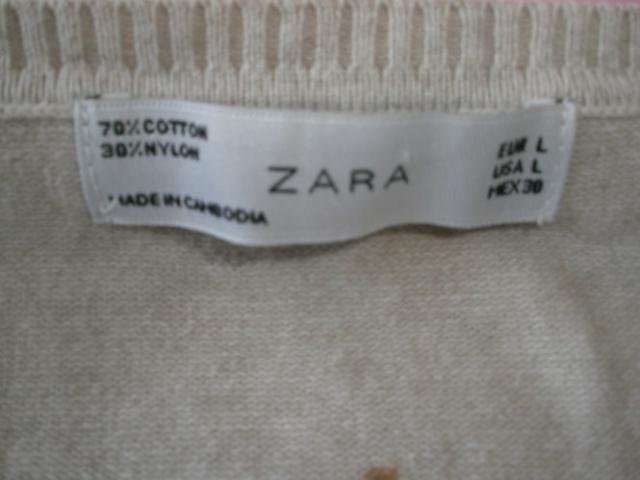 70%COTTON
30%NYLON
MADE IN CAMBODIA
ZARA
EUR L
USA L
MEX 30